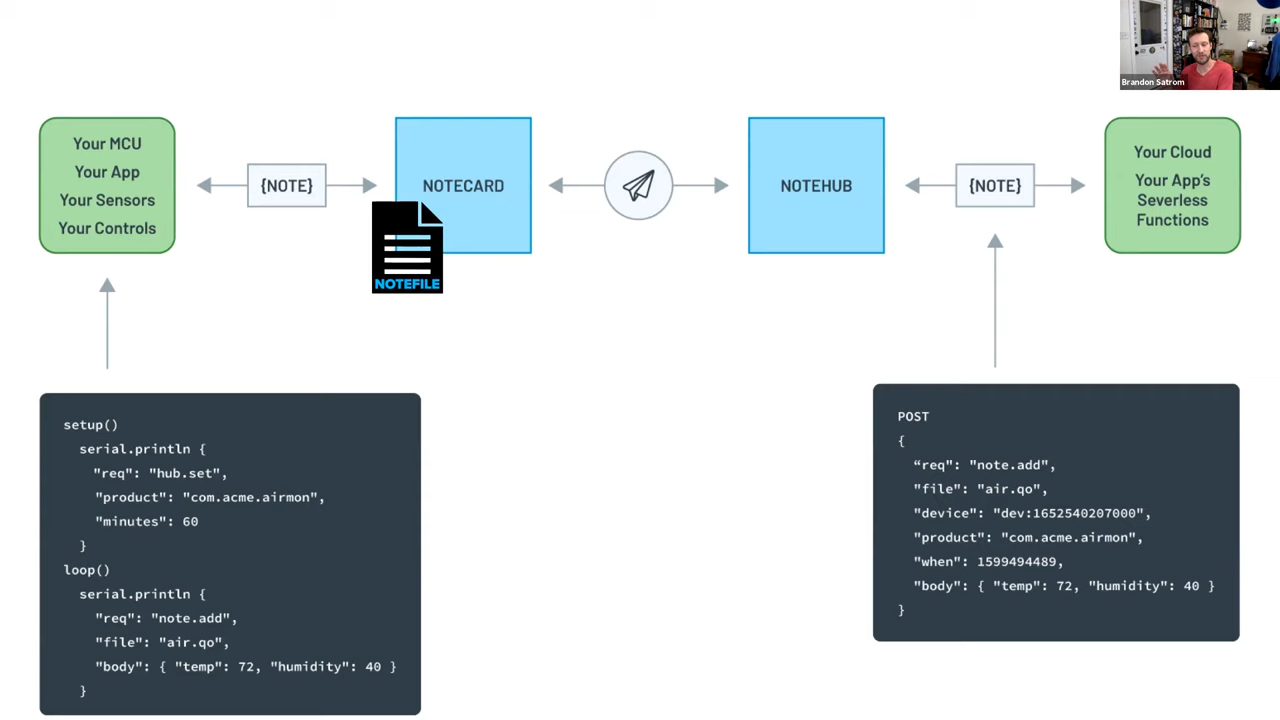 Brandon Satrom
Your MCU
Your App
Your Sensors
Your Controls
{NOTE}
NOTECARD
NOTEFILE
NOTEHUB
{NOTE}
Your Cloud
Your App's
Severless
Functions
setup()
serial.println {
"req": "hub.set",
"product": "com.acme.airmon",
"minutes": 60
}
loop()
serial.println {
"req": "note.add",
"file": "air.qo",
"body": { "temp": 72, "humidity": 40 }
}
POST
{
“req": "note.add",
"file": "air.qo",
"device": "dev:1652540207000",
"product": "com.acme.airmon",
"when": 1599494489,
"body": { "temp": 72, "humidity": 40 }
}